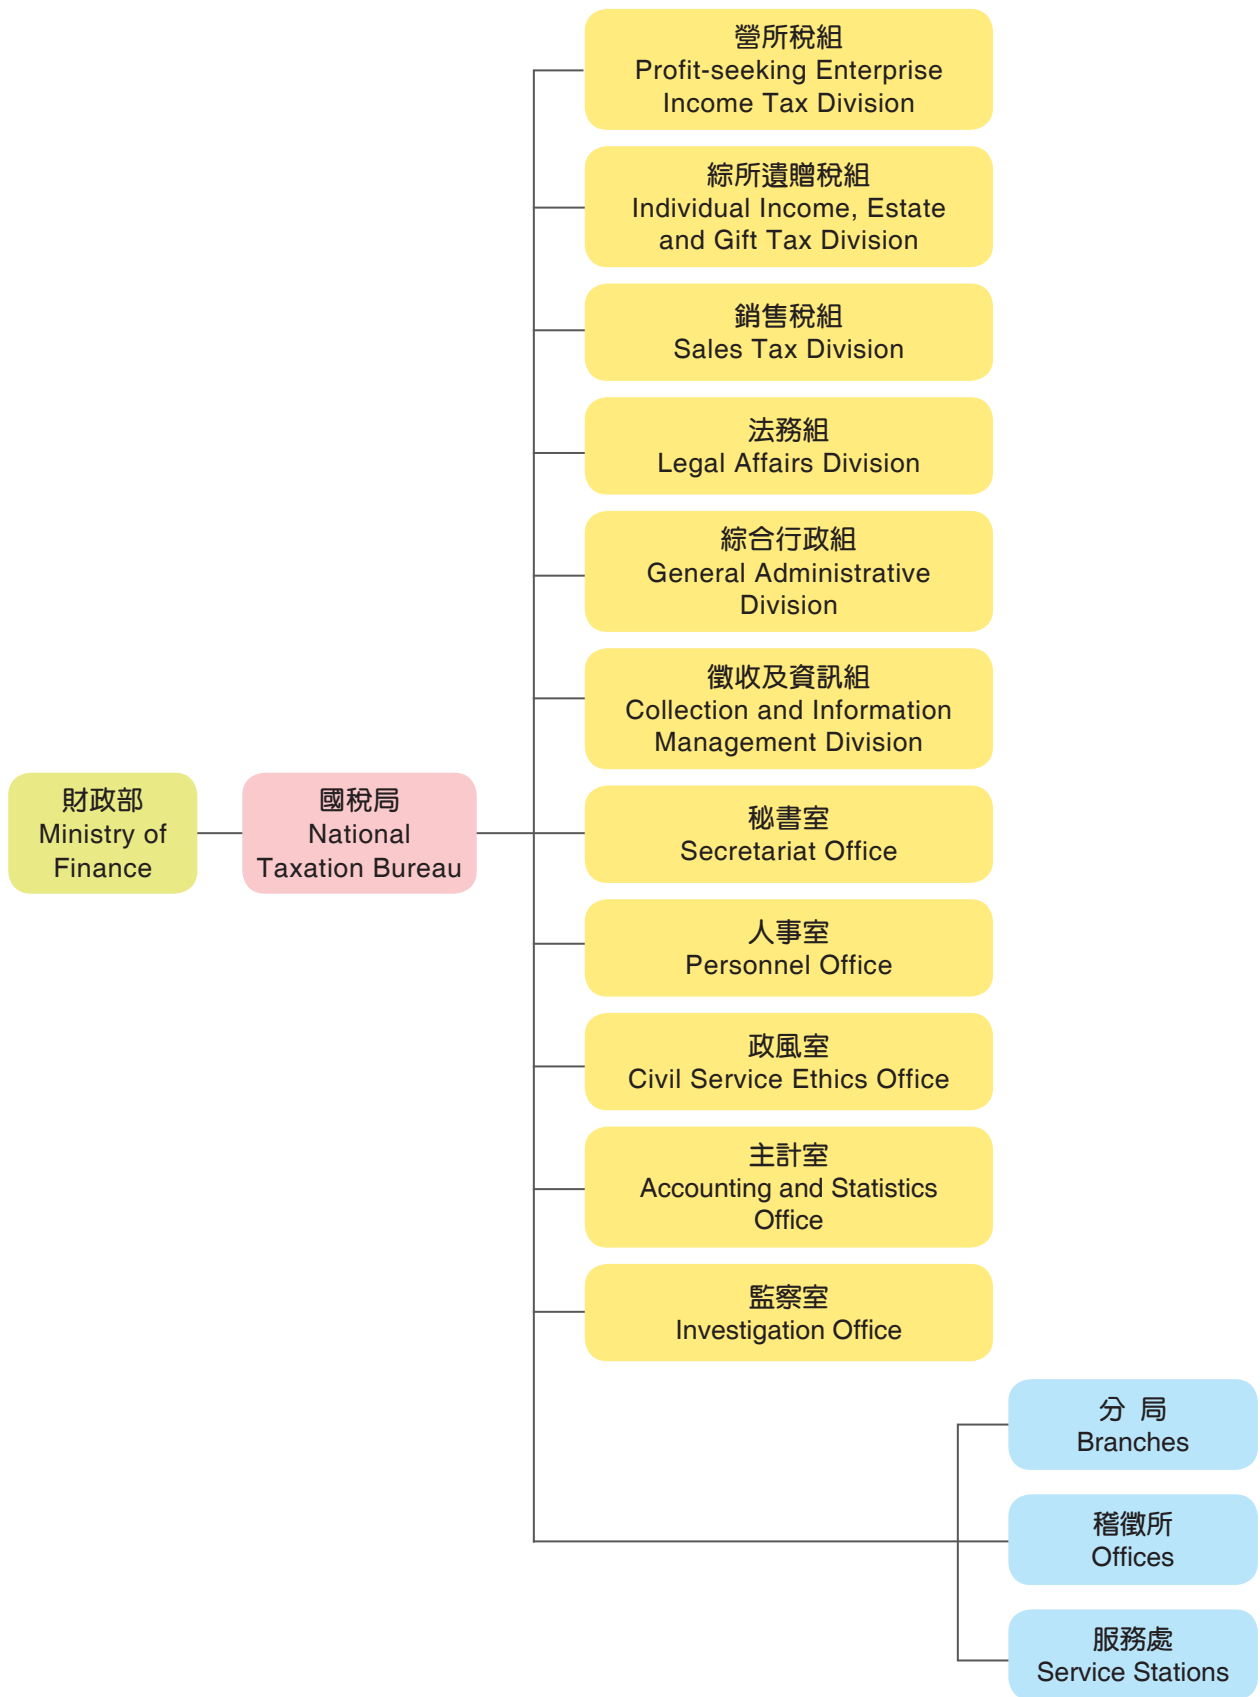 財政部
Ministry of
Finance
國稅局
National
Taxation Bureau
營所稅組
Profit-seeking Enterprise
Income Tax Division
綜所遺贈稅組
Individual Income, Estate
and Gift Tax Division
銷售稅組
Sales Tax Division
法務組
Legal Affairs Division
綜合行政組
General Administrative
Division
徵收及資訊組
Collection and Information
Management Division
秘書室
Secretariat Office
人事室
Personnel Office
政風室
Civil Service Ethics Office
主計室
Accounting and Statistics
Office
監察室
Investigation Office
分 局
Branches
稽徵所
Offices
服務處
Service Stations